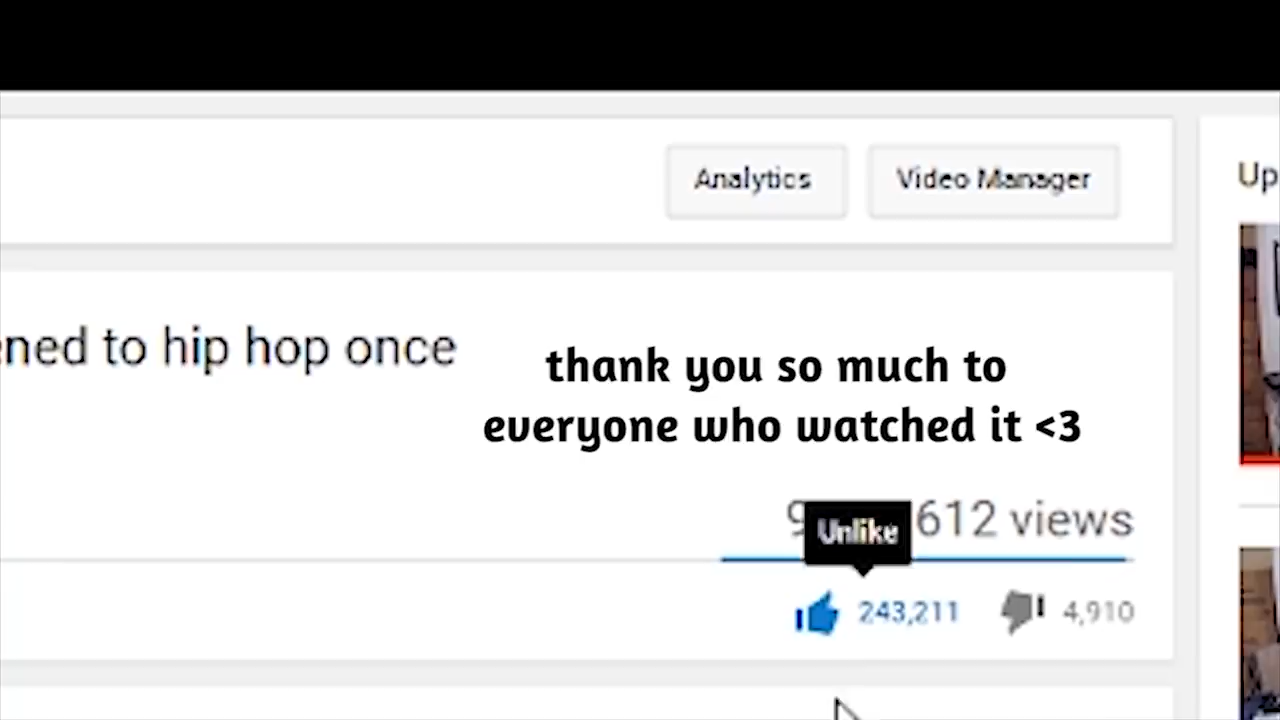 Analytics Video Manager
Up
ened to hip hop once
thank you so much to
everyone who watched it <3
612 views
Unlike
243,211 4,910